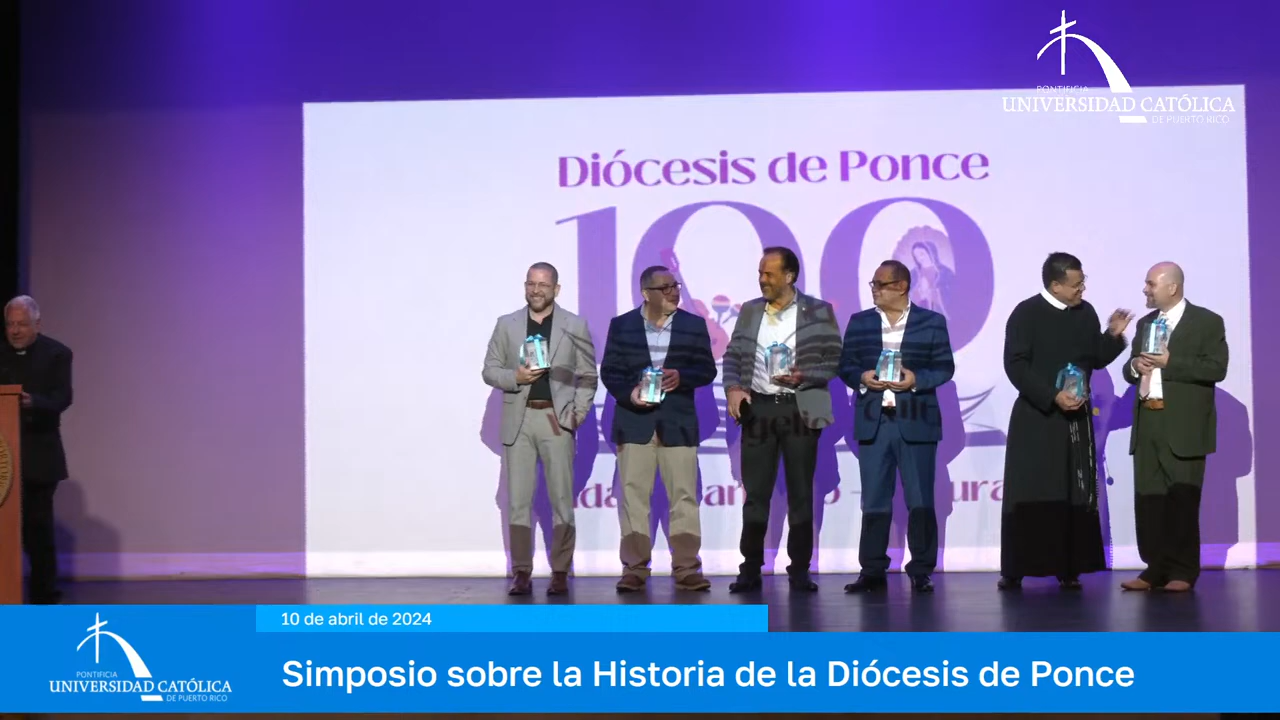 PONTIFICIA
UNIVERSIDAD CATÓLICA
DE PUERTO RICO
Diócesis de Ponce
100
10 de abril de 2024
Simposio sobre la Historia de la Diócesis de Ponce
PONTIFICIA
UNIVERSIDAD CATÓLICA
DE PUERTO RICO